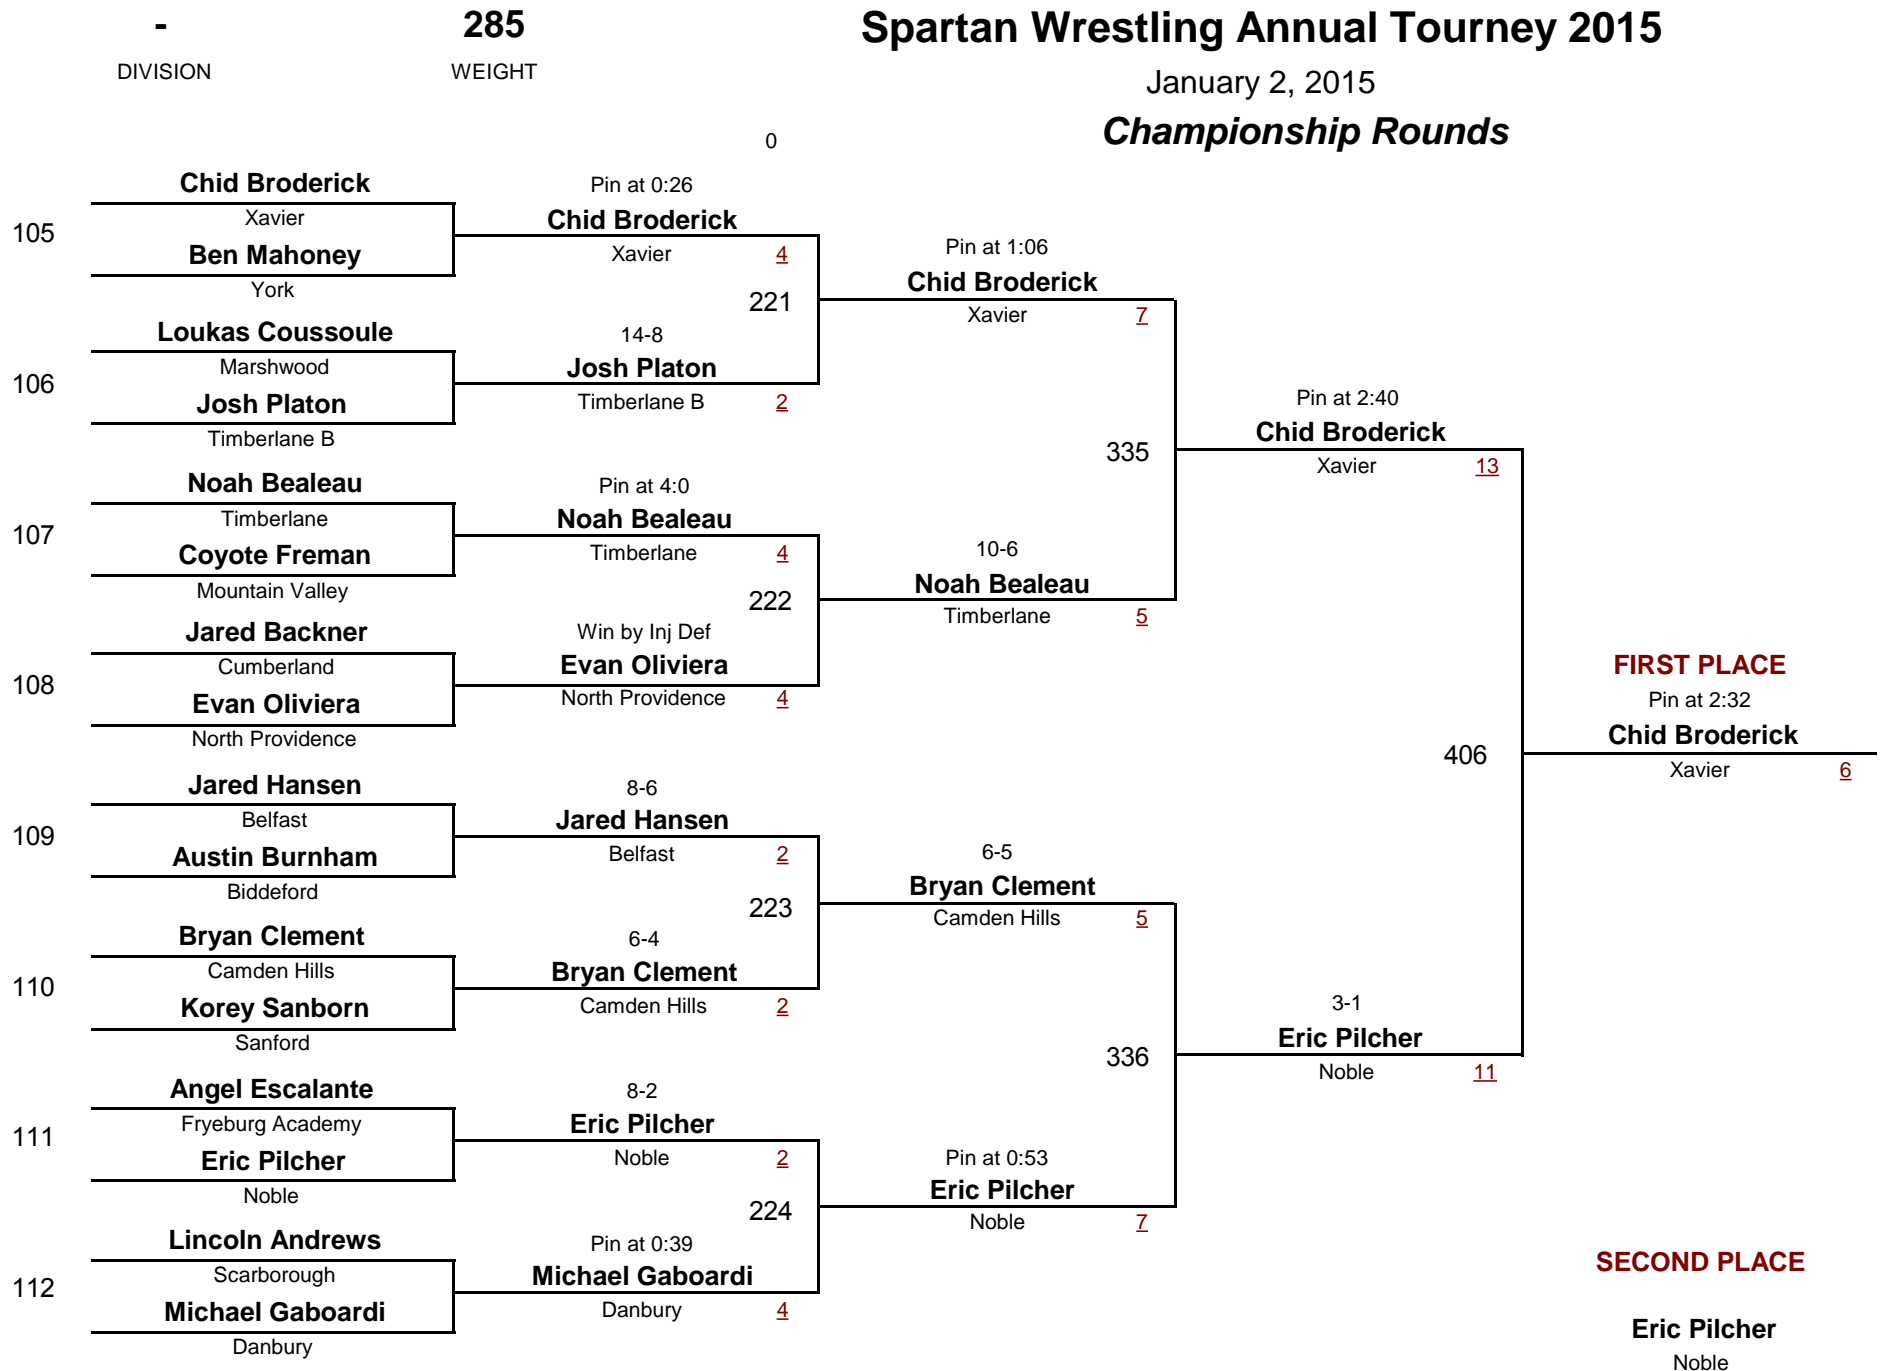 - 285 Spartan Wrestling Annual Tourney 2015
DIVISION WEIGHT
January 2, 2015
0 Championship Rounds
Chid Broderick
Xavier
105
Ben Mahoney
York
Loukas Coussoule
Marshwood
106
Josh Platon
Timberlane B
Noah Bealeau
Timberlane
107
Coyote Freman
Mountain Valley
Jared Backner
Cumberland
108
Evan Oliviera
North Providence
Jared Hansen
Belfast
109
Austin Burnham
Biddeford
Bryan Clement
Camden Hills
110
Korey Sanborn
Sanford
Angel Escalante
Fryeburg Academy
111
Eric Pilcher
Noble
Lincoln Andrews
Scarborough
112
Michael Gaboardi
Danbury
Pin at 0:26
Chid Broderick
Xavier 4
221
14-8
Josh Platon
Timberlane B 2
Pin at 4:0
Noah Bealeau
Timberlane 4
222
Win by Inj Def
Evan Oliviera
North Providence 4
8-6
Jared Hansen
Belfast 2
223
6-4
Bryan Clement
Camden Hills 2
8-2
Eric Pilcher
Noble 2
224
Pin at 0:39
Michael Gaboardi
Danbury 4
Pin at 1:06
Chid Broderick
Xavier 7
335
10-6
Noah Bealeau
Timberlane 5
6-5
Bryan Clement
Camden Hills 5
336
Pin at 0:53
Eric Pilcher
Noble 7
Pin at 2:40
Chid Broderick
Xavier 13
406
3-1
Eric Pilcher
Noble 11
FIRST PLACE
Pin at 2:32
Chid Broderick
Xavier 6
SECOND PLACE
Eric Pilcher
Noble